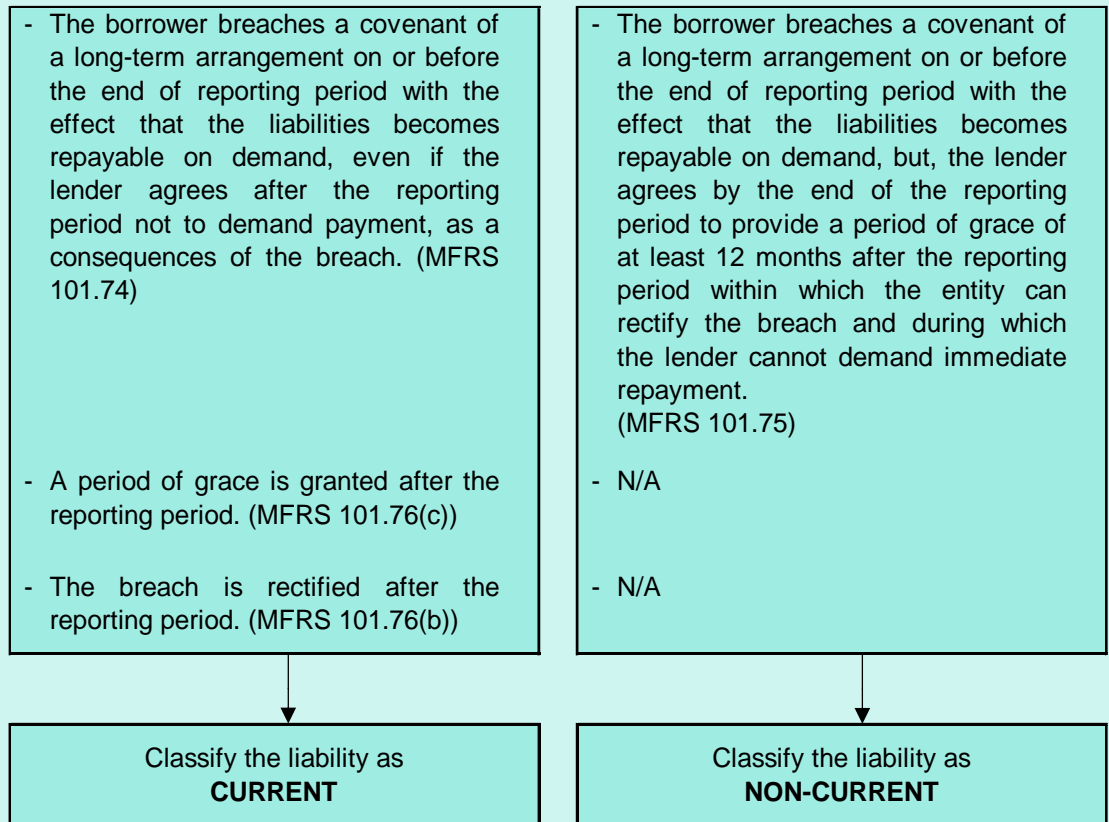 - The borrower breaches a covenant of
a long-term arrangement on or before
the end of reporting period with the
effect that the liabilities becomes
repayable on demand, even if the
lender agrees after the reporting
period not to demand payment, as a
consequences of the breach. (MFRS
101.74)
- A period of grace is granted after the
reporting period. (MFRS 101.76(c))
- The breach is rectified after the
reporting period. (MFRS 101.76(b))
Classify the liability as
CURRENT
- The borrower breaches a covenant of
a long-term arrangement on or before
the end of reporting period with the
effect that the liabilities becomes
repayable on demand, but, the lender
agrees by the end of the reporting
period to provide a period of grace of
at least 12 months after the reporting
period within which the entity can
rectify the breach and during which
the lender cannot demand immediate
repayment.
(MFRS 101.75)
- N/A
- N/A
Classify the liability as
NON-CURRENT